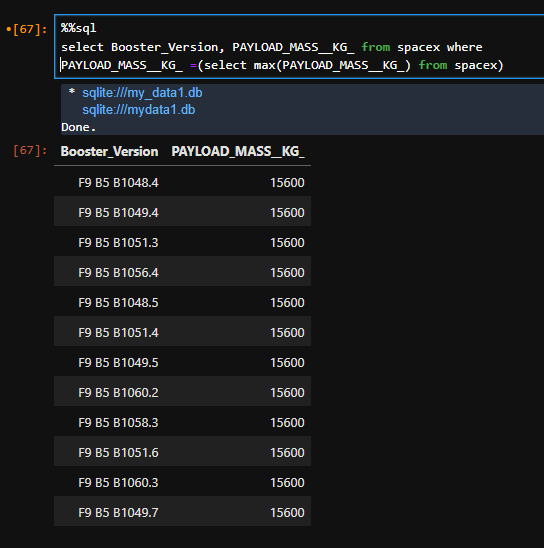 [67]:
%%sql
select Booster_Version, PAYLOAD_MASS__KG_ from spacex where
PAYLOAD_MASS__KG_ =(select max(PAYLOAD_MASS__KG_) from spacex)
* sqlite:///my_data1.db
sqlite:///mydata1.db
Done.
[67]:
Booster_Version PAYLOAD_MASS__KG_
F9 B5 B1048.4 15600
F9 B5 B1049.4 15600
F9 B5 B1051.3 15600
F9 B5 B1056.4 15600
F9 B5 B1048.5 15600
F9 B5 B1051.4 15600
F9 B5 B1049.5 15600
F9 B5 B1060.2 15600
F9 B5 B1058.3 15600
F9 B5 B1051.6 15600
F9 B5 B1060.3 15600
F9 B5 B1049.7 15600